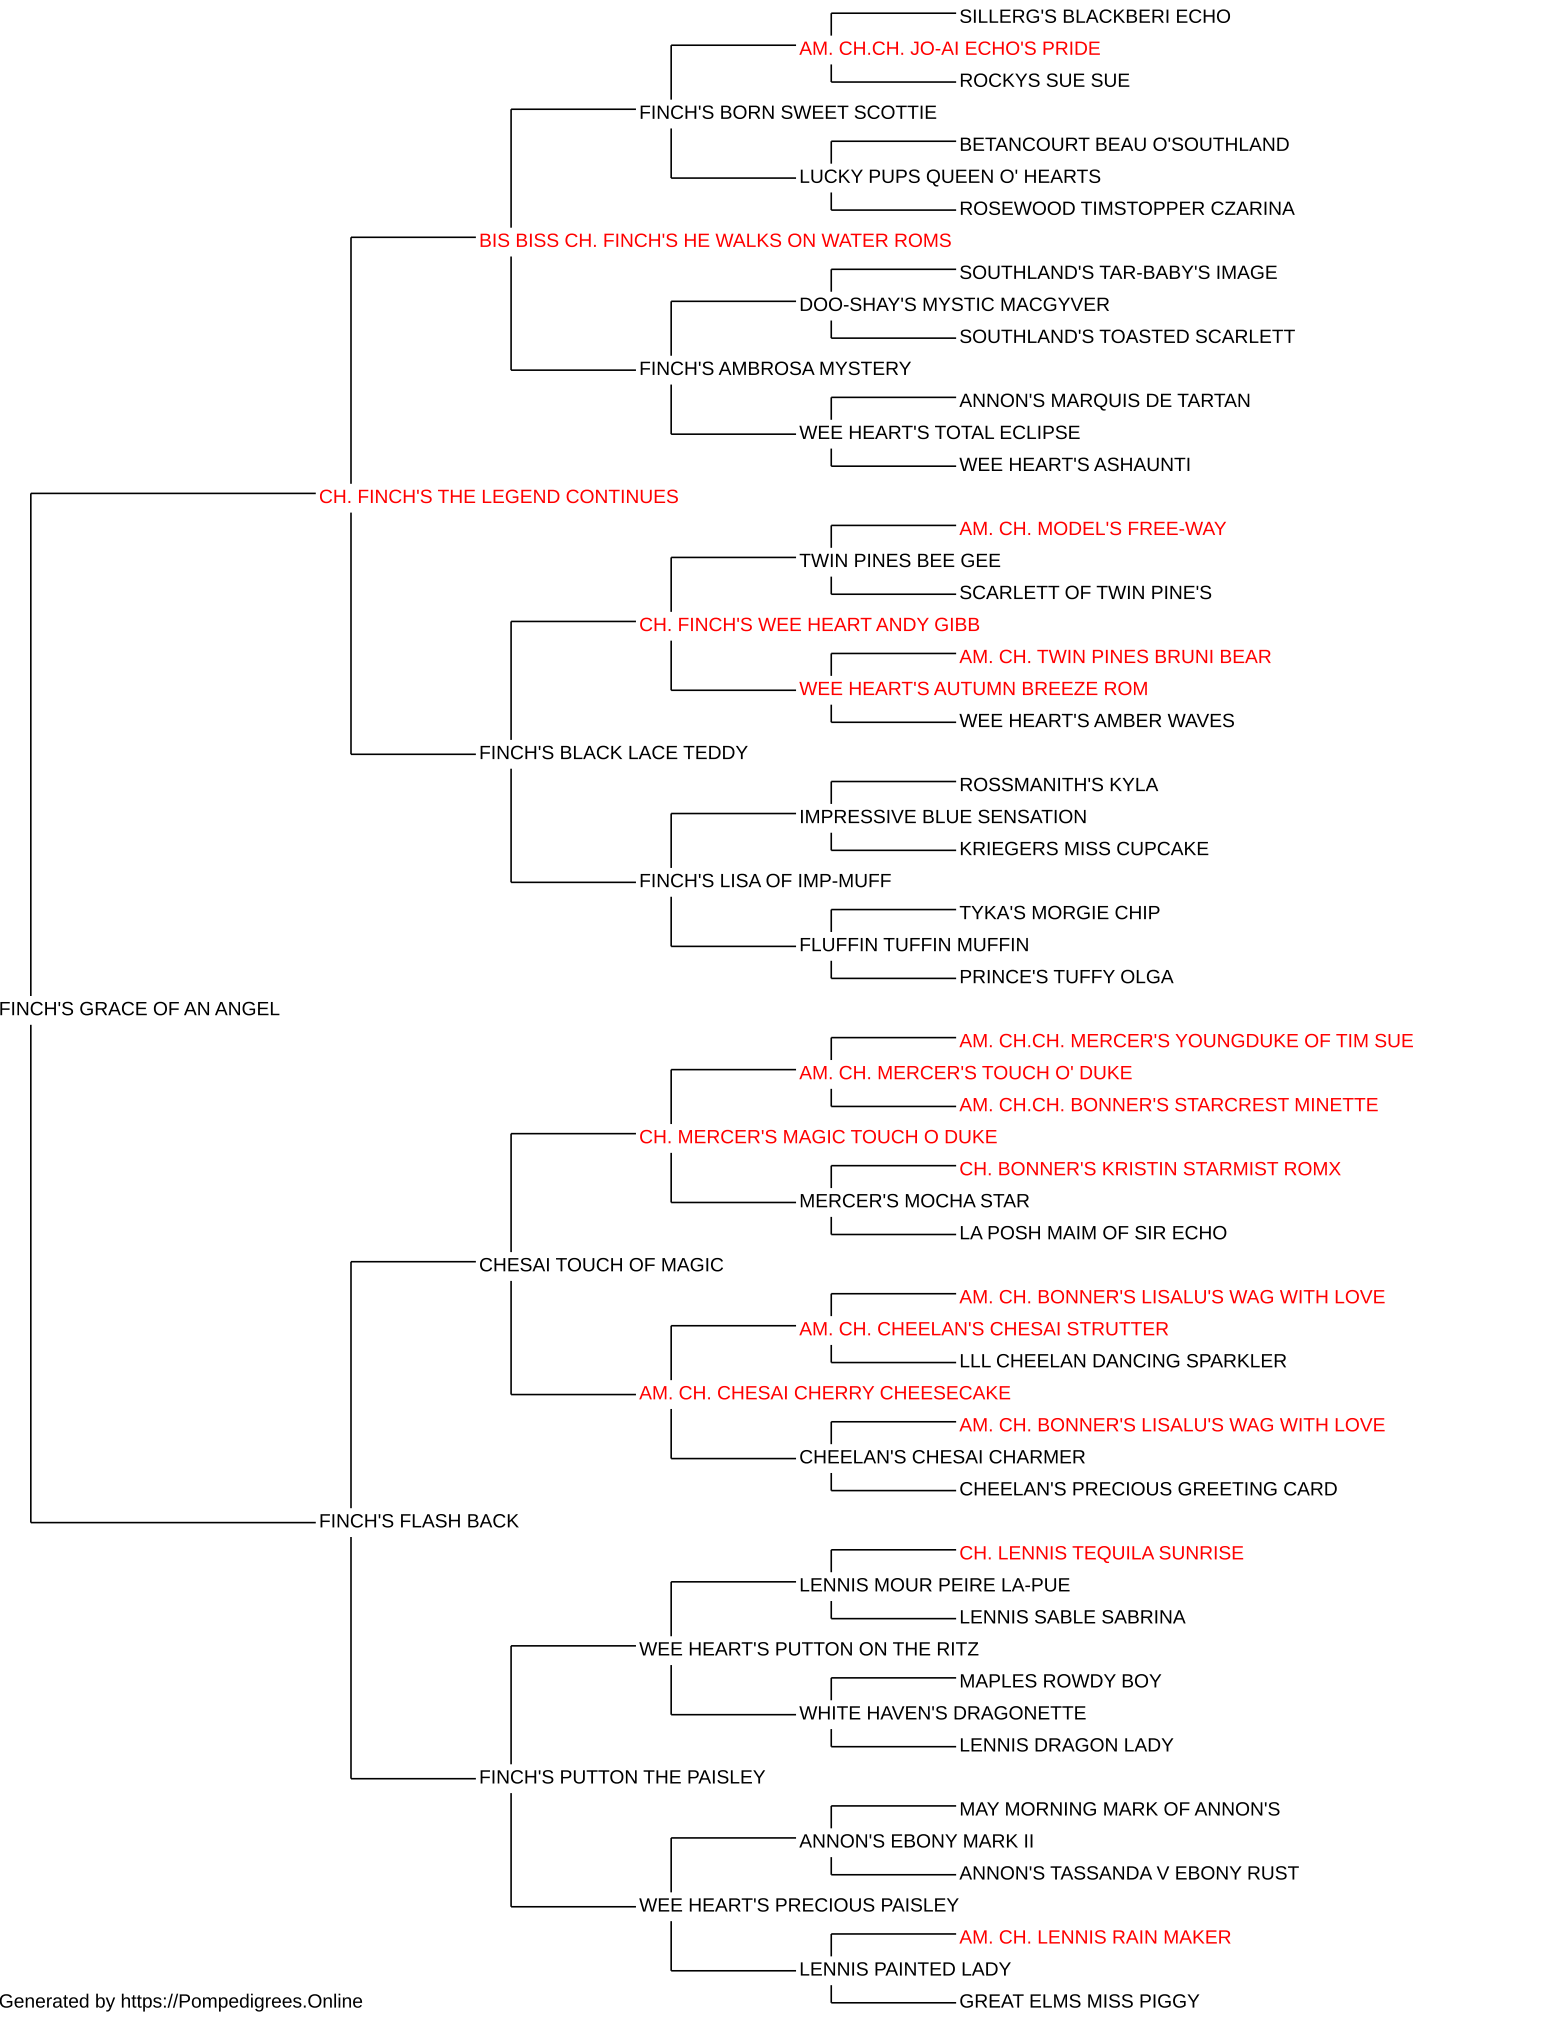 SILLERG'S BLACKBERI ECHO
AM. CH.CH. JO-AI ECHO'S PRIDE
ROCKYS SUE SUE
FINCH'S BORN SWEET SCOTTIE
BETANCOURT BEAU O'SOUTHLAND
LUCKY PUPS QUEEN O' HEARTS
ROSEWOOD TIMSTOPPER CZARINA
BIS BISS CH. FINCH'S HE WALKS ON WATER ROMS
SOUTHLAND'S TAR-BABY'S IMAGE
DOO-SHAY'S MYSTIC MACGYVER
SOUTHLAND'S TOASTED SCARLETT
FINCH'S AMBROSA MYSTERY
ANNON'S MARQUIS DE TARTAN
WEE HEART'S TOTAL ECLIPSE
WEE HEART'S ASHAUNTI
CH. FINCH'S THE LEGEND CONTINUES
AM. CH. MODEL'S FREE-WAY
TWIN PINES BEE GEE
SCARLETT OF TWIN PINE'S
CH. FINCH'S WEE HEART ANDY GIBB
AM. CH. TWIN PINES BRUNI BEAR
WEE HEART'S AUTUMN BREEZE ROM
WEE HEART'S AMBER WAVES
FINCH'S BLACK LACE TEDDY
ROSSMANITH'S KYLA
IMPRESSIVE BLUE SENSATION
KRIEGERS MISS CUPCAKE
FINCH'S LISA OF IMP-MUFF
TYKA'S MORGIE CHIP
FLUFFIN TUFFIN MUFFIN
PRINCE'S TUFFY OLGA
FINCH'S GRACE OF AN ANGEL
AM. CH.CH. MERCER'S YOUNGDUKE OF TIM SUE
AM. CH. MERCER'S TOUCH O' DUKE
AM. CH.CH. BONNER'S STARCREST MINETTE
CH. MERCER'S MAGIC TOUCH O DUKE
CH. BONNER'S KRISTIN STARMIST ROMX
MERCER'S MOCHA STAR
LA POSH MAIM OF SIR ECHO
CHESAI TOUCH OF MAGIC
AM. CH. BONNER'S LISALU'S WAG WITH LOVE
AM. CH. CHEELAN'S CHESAI STRUTTER
LLL CHEELAN DANCING SPARKLER
AM. CH. CHESAI CHERRY CHEESECAKE
AM. CH. BONNER'S LISALU'S WAG WITH LOVE
CHEELAN'S CHESAI CHARMER
CHEELAN'S PRECIOUS GREETING CARD
FINCH'S FLASH BACK
CH. LENNIS TEQUILA SUNRISE
LENNIS MOUR PEIRE LA-PUE
LENNIS SABLE SABRINA
WEE HEART'S PUTTON ON THE RITZ
MAPLES ROWDY BOY
WHITE HAVEN'S DRAGONETTE
LENNIS DRAGON LADY
FINCH'S PUTTON THE PAISLEY
MAY MORNING MARK OF ANNON'S
ANNON'S EBONY MARK II
ANNON'S TASSANDA V EBONY RUST
WEE HEART'S PRECIOUS PAISLEY
AM. CH. LENNIS RAIN MAKER
LENNIS PAINTED LADY
GREAT ELMS MISS PIGGY
Generated by https://Pompedigrees.Online